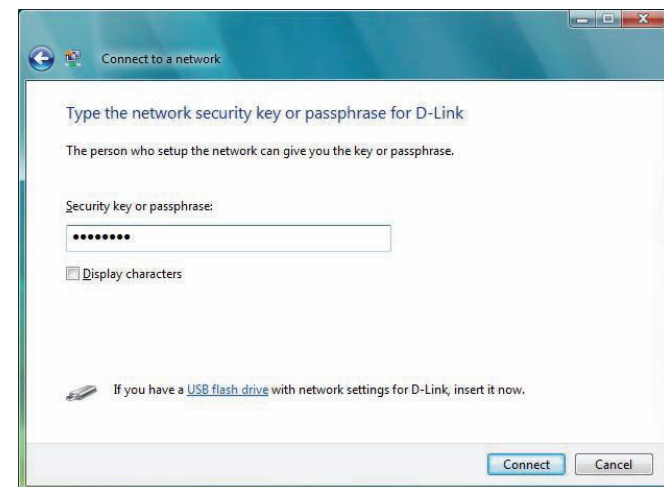 Connect to a network
Type the network security key or passphrase for D-Link
The person who setup the network can give you the key or passphrase.
Security key or passphrase:
••••••••
Display characters
If you have a USB flash drive with network settings for D-Link, insert it now.
Connect Cancel